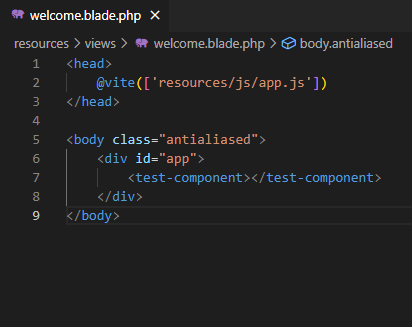 welcome.blade.php ×
resources > views > welcome.blade.php > body.antialiased
1 <head>
2     @vite(['resources/js/app.js'])
3 </head>
4
5 <body class="antialiased">
6     <div id="app">
7         <test-component></test-component>
8     </div>
9 </body>